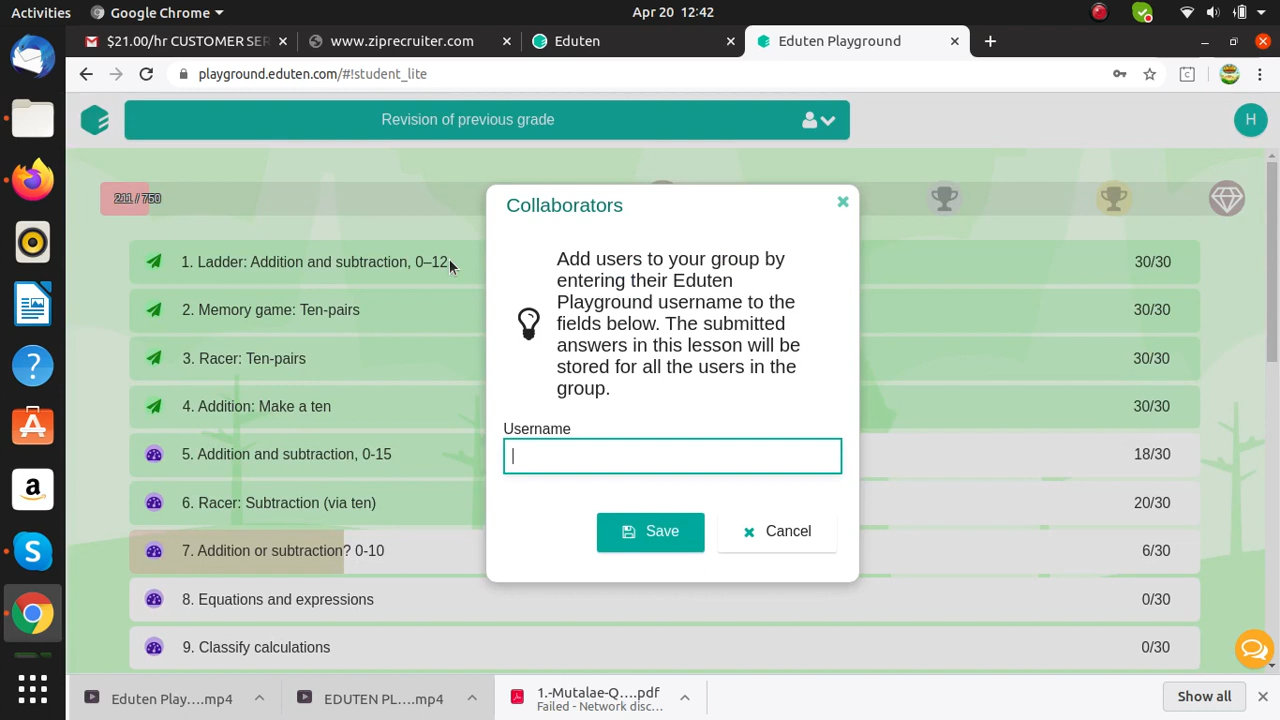 Activities
Google Chrome
Apr 20 12:42
$21.00/hr CUSTOMER SER
www.ziprecruiter.com
Eduten
Eduten Playground
playground.eduten.com/#!student_lite
Revision of previous grade
H
211 / 750
1. Ladder: Addition and subtraction, 0–12
30/30
2. Memory game: Ten-pairs
30/30
3. Racer: Ten-pairs
30/30
4. Addition: Make a ten
30/30
5. Addition and subtraction, 0-15
18/30
6. Racer: Subtraction (via ten)
20/30
7. Addition or subtraction? 0-10
6/30
8. Equations and expressions
0/30
9. Classify calculations
0/30
Collaborators
Add users to your group by
entering their Eduten
Playground username to the
fields below. The submitted
answers in this lesson will be
stored for all the users in the
group.
Username
Save
Cancel
Eduten Play....mp4
EDUTEN PL....mp4
1.-Mutalae-Q....pdf
Failed - Network disc...
Show all